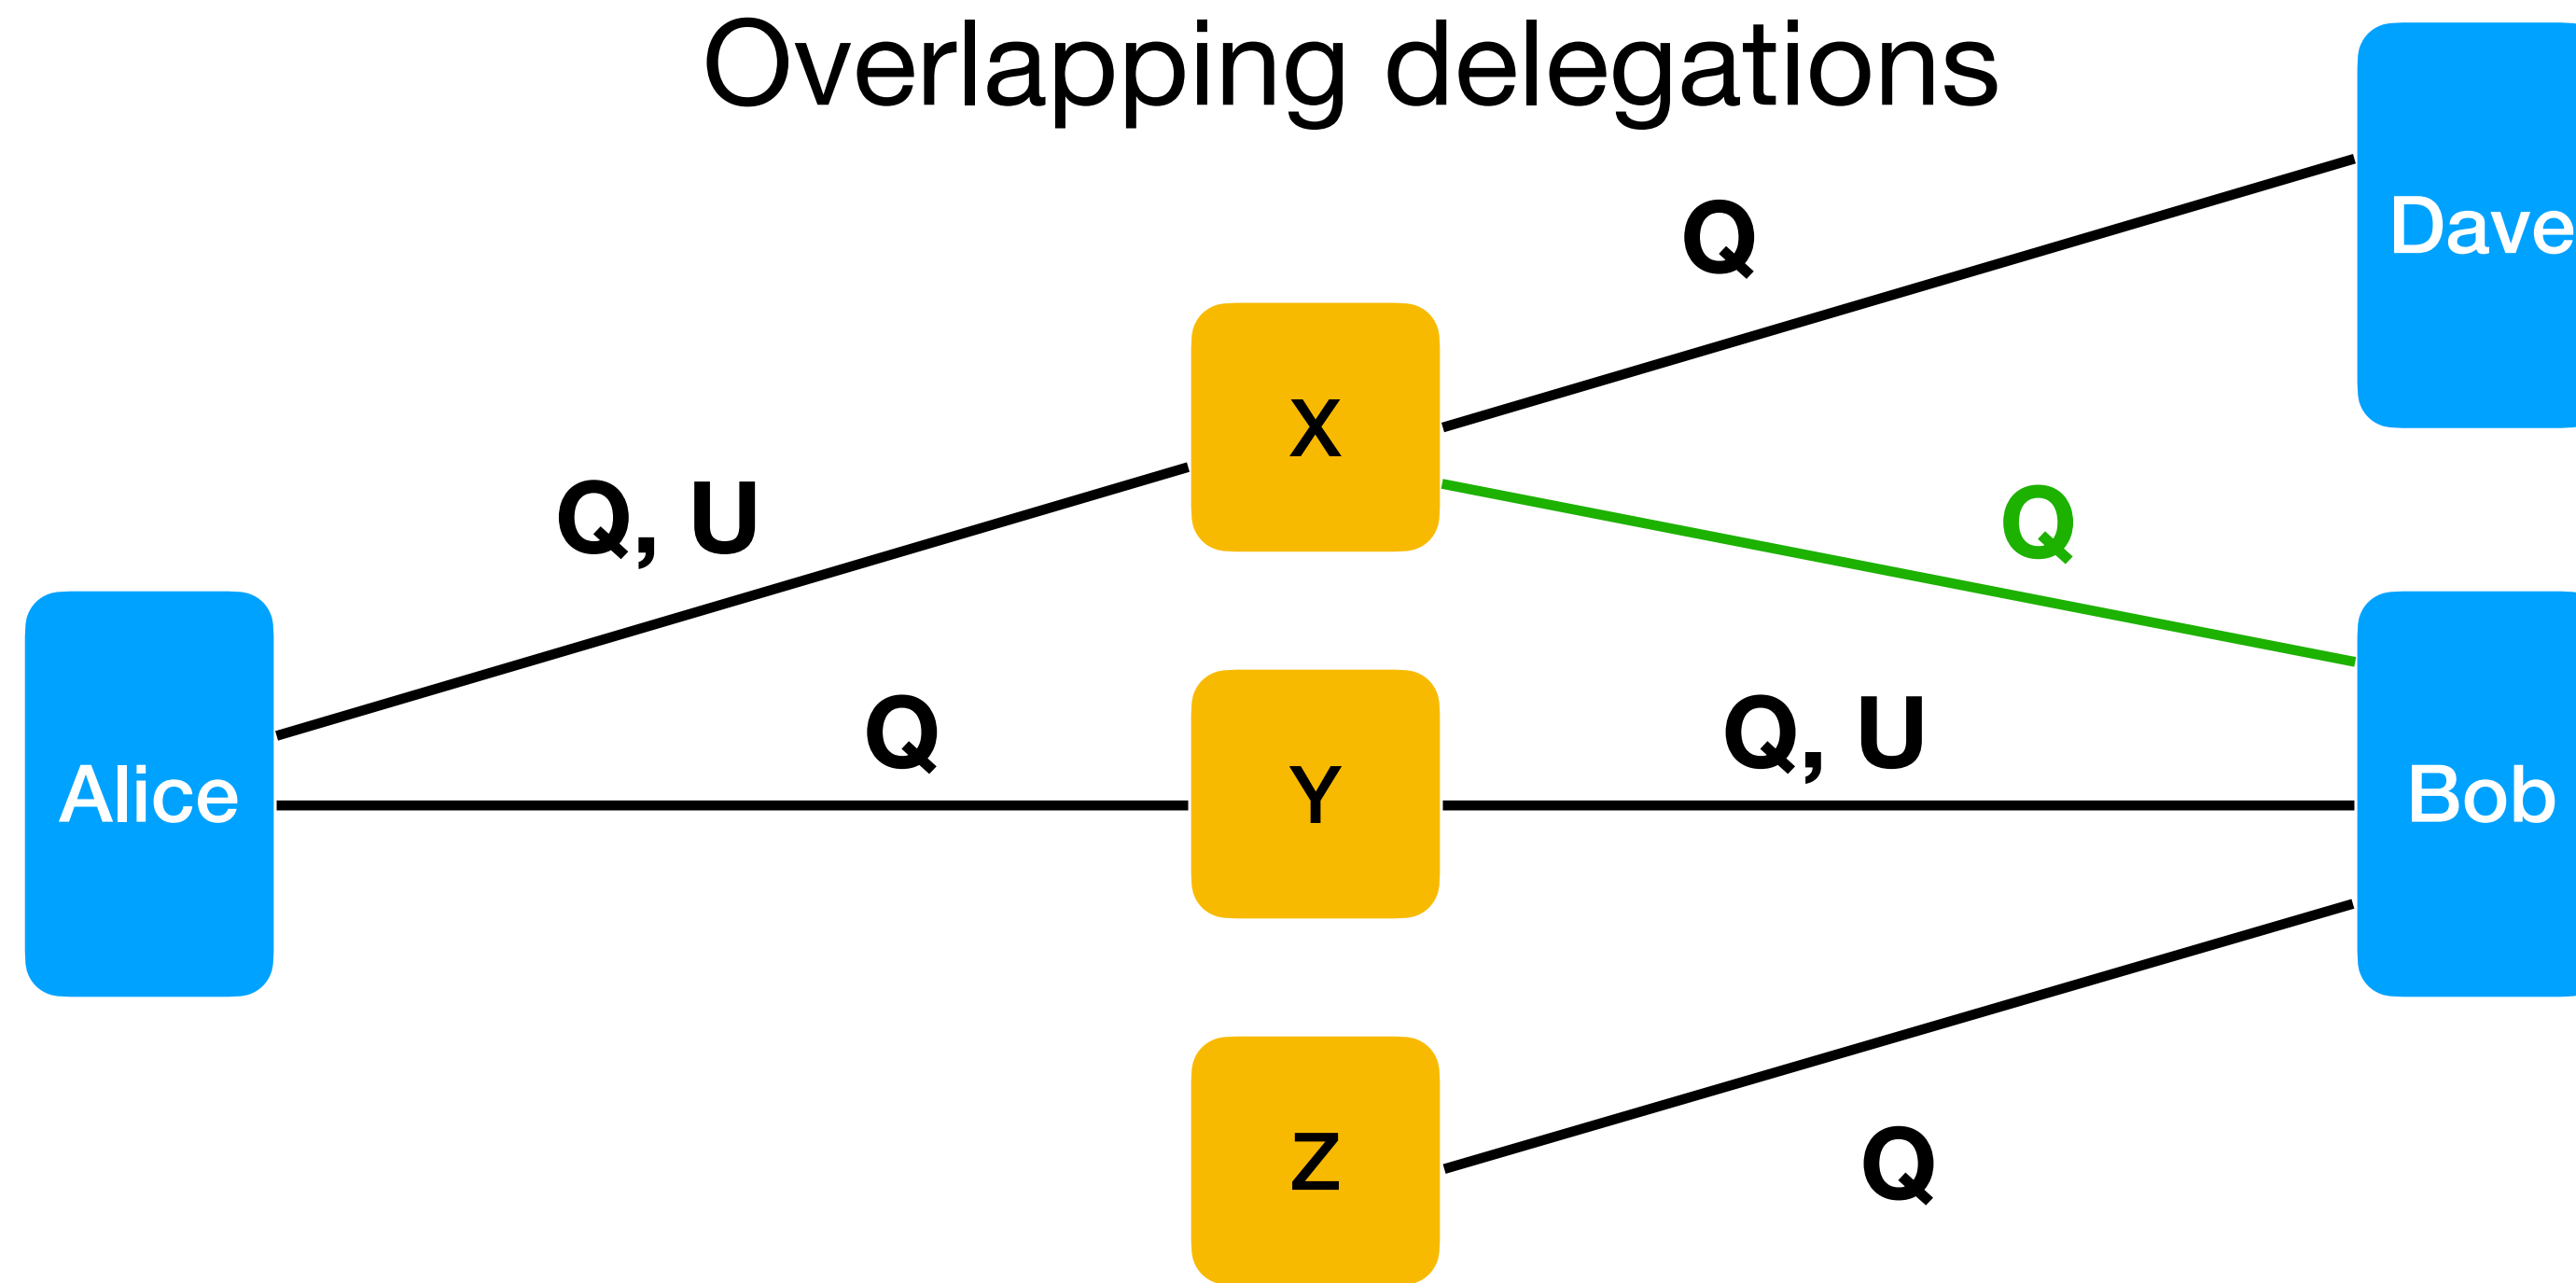 Overlapping delegations
Dave
Q
X
Q, U
Q
Alice
Q
Y
Q, U
Bob
Z
Q